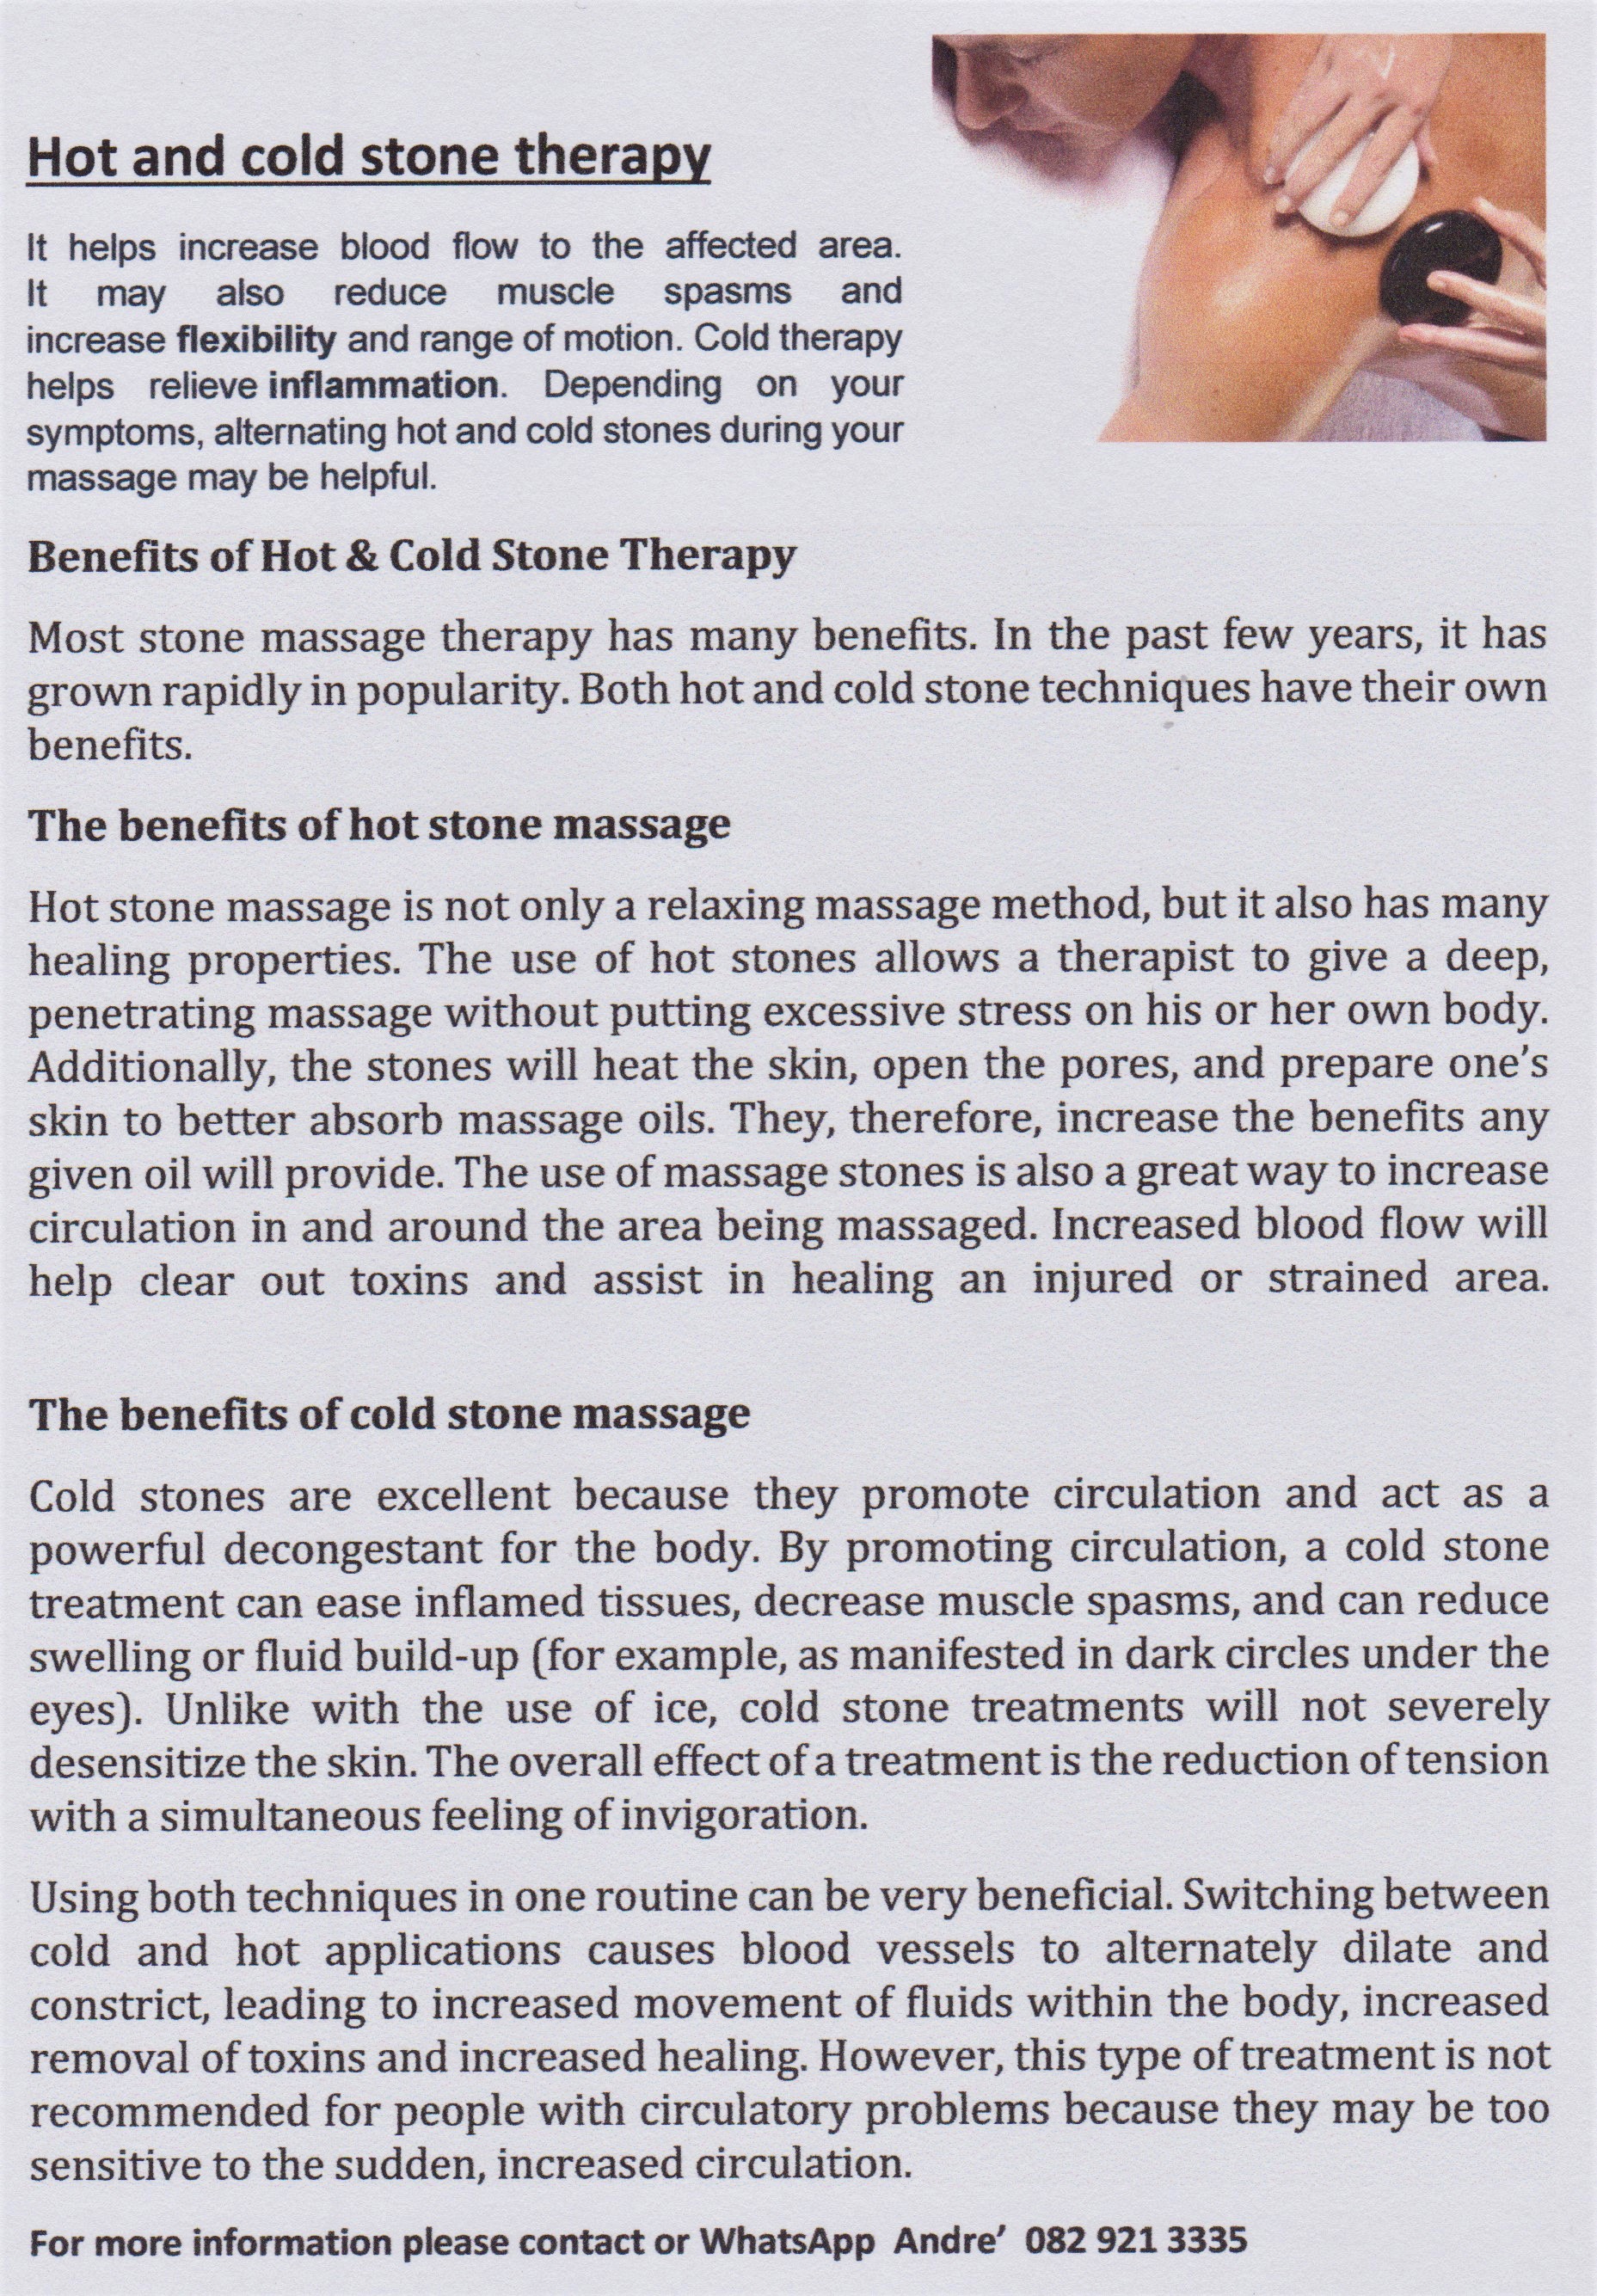 Hot and cold stone therapy
It helps increase blood flow to the affected area.
It may also reduce muscle spasms and
increase flexibility and range of motion. Cold therapy
helps relieve inflammation. Depending on your
symptoms, alternating hot and cold stones during your
massage may be helpful.
Benefits of Hot & Cold Stone Therapy
Most stone massage therapy has many benefits. In the past few years, it has
grown rapidly in popularity. Both hot and cold stone techniques have their own
benefits.
The benefits of hot stone massage
Hot stone massage is not only a relaxing massage method, but it also has many
healing properties. The use of hot stones allows a therapist to give a deep,
penetrating massage without putting excessive stress on his or her own body.
Additionally, the stones will heat the skin, open the pores, and prepare one’s
skin to better absorb massage oils. They, therefore, increase the benefits any
given oil will provide. The use of massage stones is also a great way to increase
circulation in and around the area being massaged. Increased blood flow will
help clear out toxins and assist in healing an injured or strained area.
The benefits of cold stone massage
Cold stones are excellent because they promote circulation and act as a
powerful decongestant for the body. By promoting circulation, a cold stone
treatment can ease inflamed tissues, decrease muscle spasms, and can reduce
swelling or fluid build-up (for example, as manifested in dark circles under the
eyes). Unlike with the use of ice, cold stone treatments will not severely
desensitize the skin. The overall effect of a treatment is the reduction of tension
with a simultaneous feeling of invigoration.
Using both techniques in one routine can be very beneficial. Switching between
cold and hot applications causes blood vessels to alternately dilate and
constrict, leading to increased movement of fluids within the body, increased
removal of toxins and increased healing. However, this type of treatment is not
recommended for people with circulatory problems because they may be too
sensitive to the sudden, increased circulation.
For more information please contact or WhatsApp Andre’ 082 921 3335